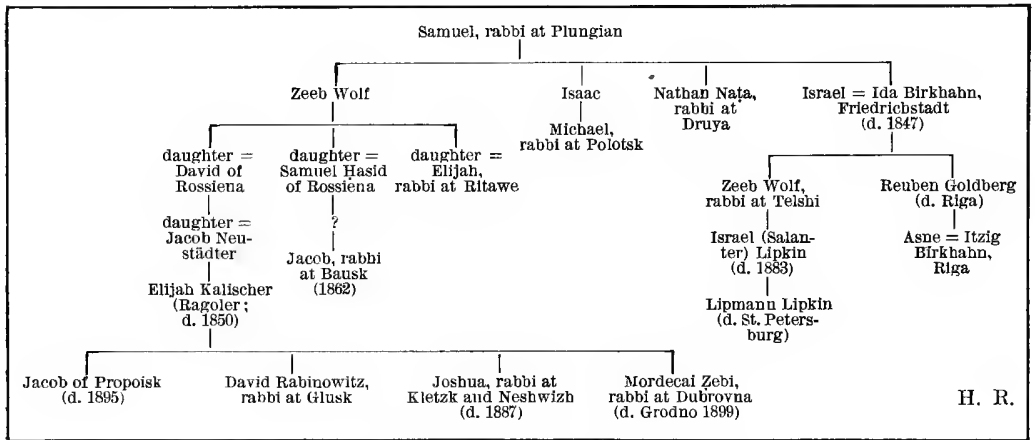 Samuel, rabbi at Plungian
Zeeb Wolf
Isaac
Nathan Nata,
rabbi at
Druya
Israel = Ida Birkhahn,
Friedrichstadt
(d. 1847)
Michael,
rabbi at Polotsk
daughter =
David of
Rossiena
daughter =
Samuel Hasid
of Rossiena
daughter =
Elijah,
rabbi at Ritawe
Zeeb Wolf,
rabbi at Telshi
Reuben Goldberg
(d. Riga)
daughter =
Jacob Neu-
städter
?
Jacob, rabbi
at Bausk
(1862)
Israel (Salan-
ter) Lipkin
(d. 1883)
Asne = Itzig
Birkhahn,
Riga
Elijah Kalischer
(Ragoler;
d. 1850)
Lipmann Lipkin
(d. St. Peters-
burg)
Jacob of Propoisk
(d. 1895)
David Rabinowitz,
rabbi at Glusk
Joshua, rabbi at
Kletzk and Neshwizh
(d. 1887)
Mordecai Ẓebi,
rabbi at Dubrovna
(d. Grodno 1899)
H. R.